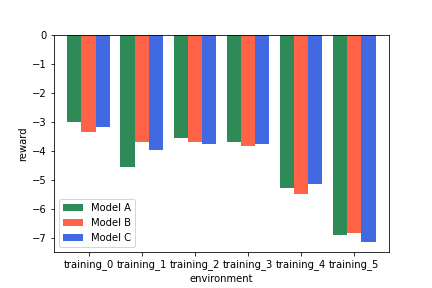 0
−1
−2
−3
−4
−5
−6
−7
reward
Model A
Model B
Model C
training_0 training_1 training_2 training_3 training_4 training_5
environment